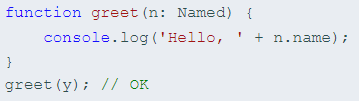 function greet(n: Named) {
    console.log('Hello, ' + n.name);
}
greet(y); // OK